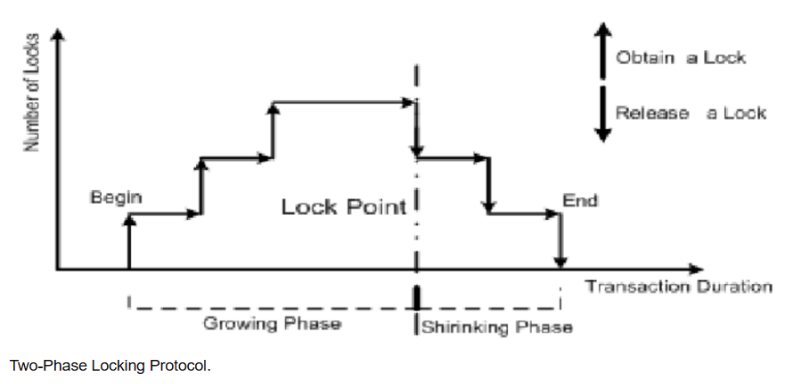 Number of Locks
Obtain a Lock
Release a Lock
Begin
Lock Point
End
Transaction Duration
Growing Phase
Shirinking Phase
Two-Phase Locking Protocol.